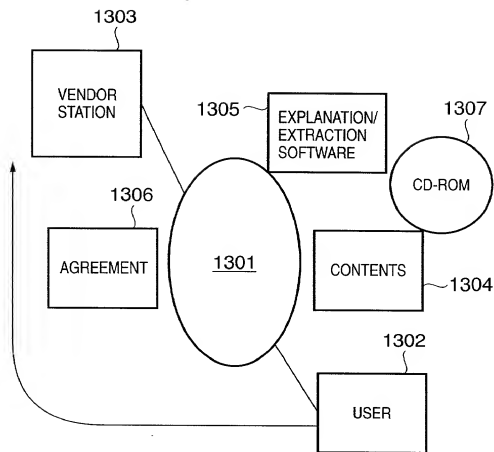 1303
VENDOR
STATION
1305
EXPLANATION/
EXTRACTION
SOFTWARE
1307
CD-ROM
1306
AGREEMENT
1301
CONTENTS
1304
1302
USER